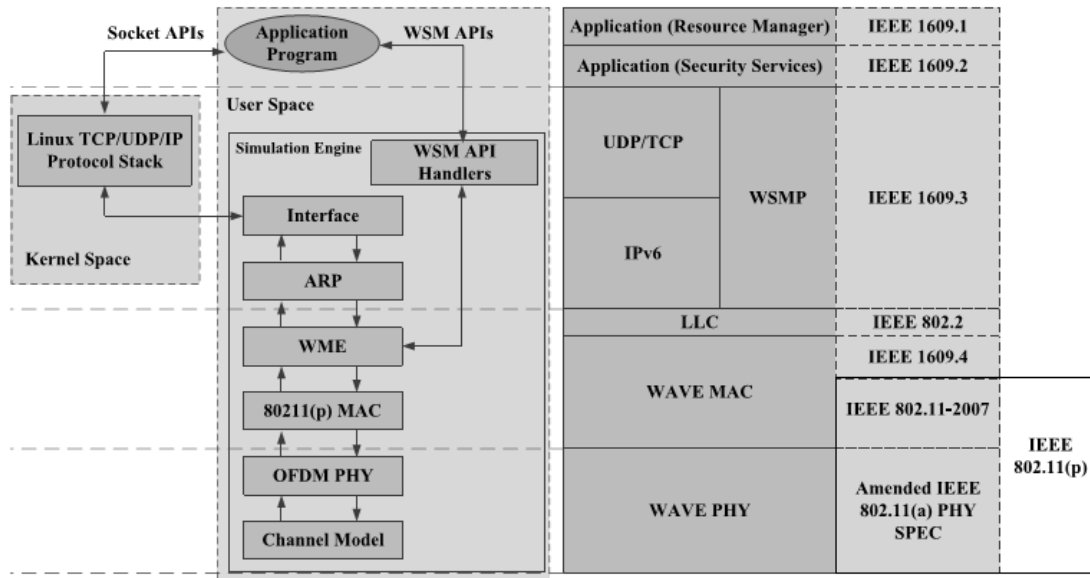 Socket APIs
Application
Program
WSM APIs
User Space
Linux TCP/UDP/IP
Protocol Stack
Kernel Space
Simulation Engine
WSM API
Handlers
Interface
ARP
WME
80211(p) MAC
OFDM PHY
Channel Model
Application (Resource Manager)
IEEE 1609.1
Application (Security Services)
IEEE 1609.2
UDP/TCP
IPv6
WSMP
IEEE 1609.3
LLC
IEEE 802.2
WAVE MAC
IEEE 1609.4
IEEE 802.11-2007
WAVE PHY
Amended IEEE
802.11(a) PHY
SPEC
IEEE
802.11(p)